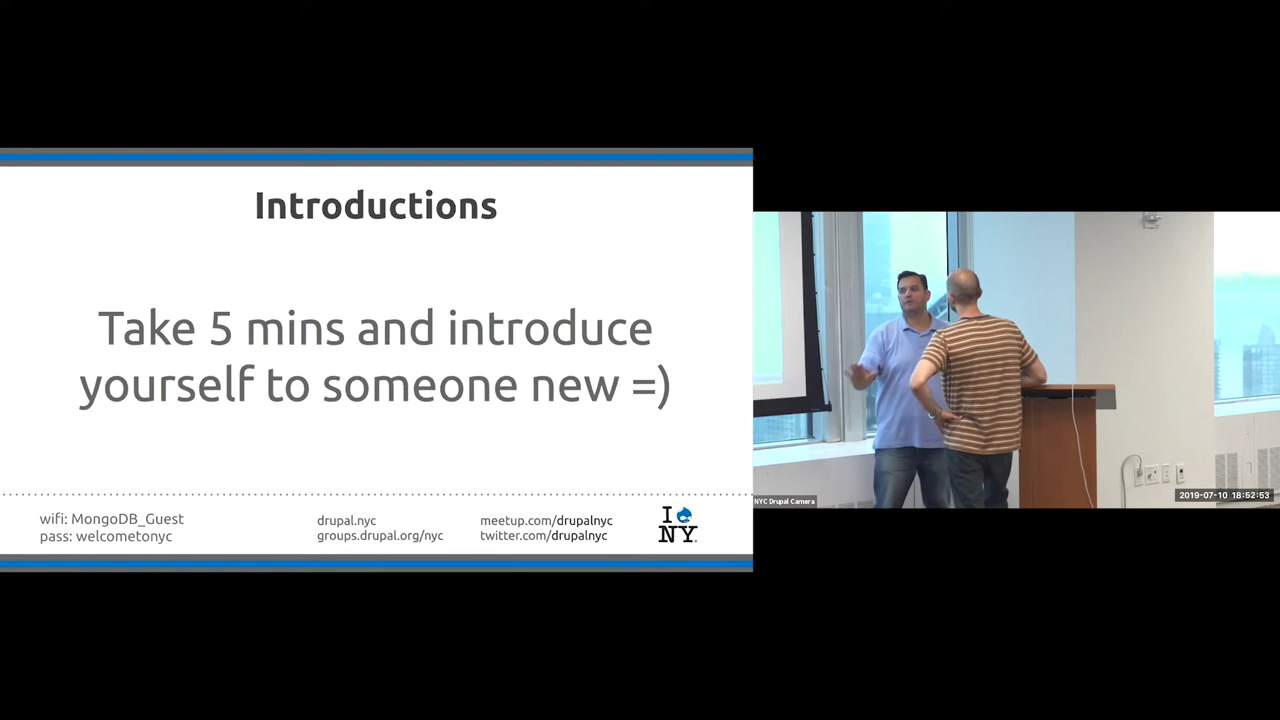 Introductions
Take 5 mins and introduce
yourself to someone new =)
wifi: MongoDB_Guest
pass: welcometonyc
drupal.nyc
groups.drupal.org/nyc
meetup.com/drupalnyc
twitter.com/drupalnyc
I
NY
NYC Drupal Camera
2019-07-10 18:52:53